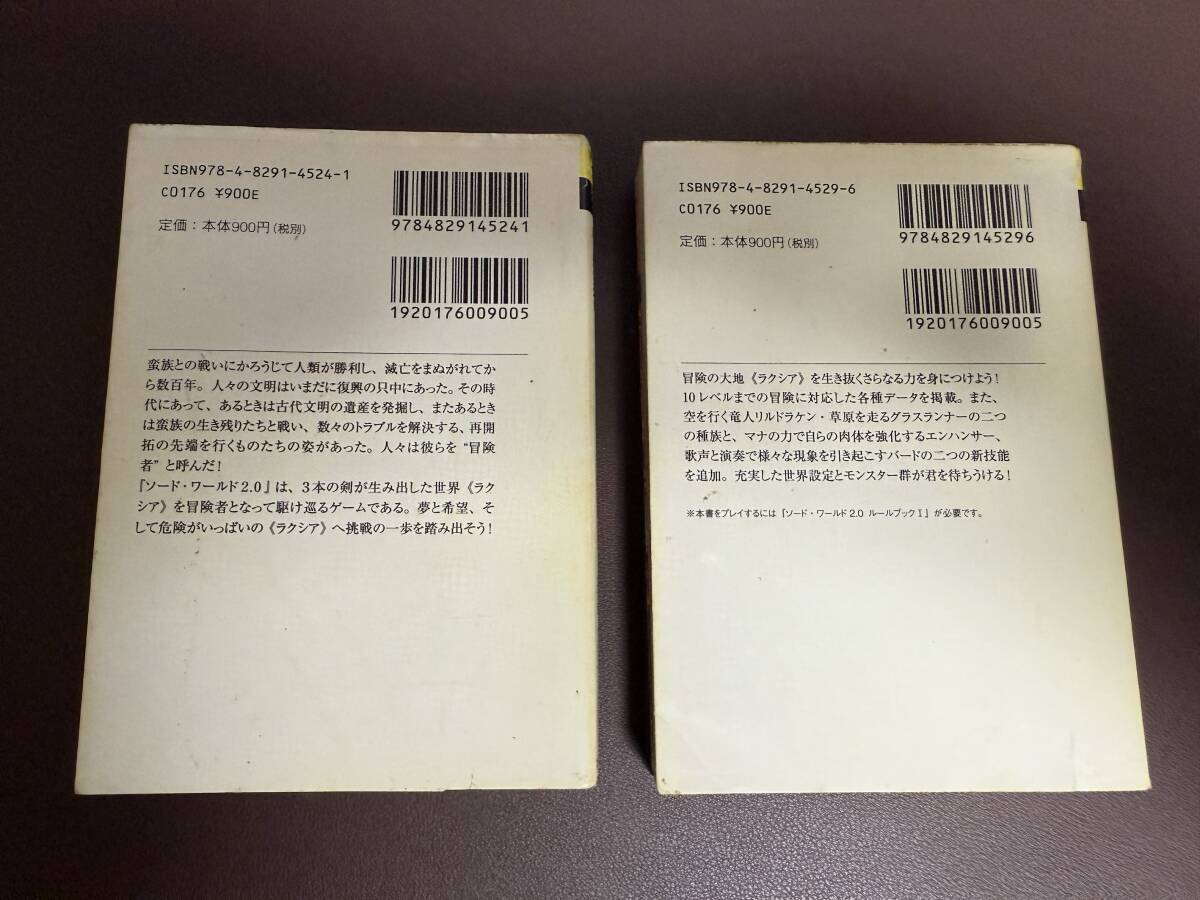 ISBN978-4-8291-4524-1
C0176 ¥900E
定価：本体900円（税別）
9784829145241
1920176009005
蛮族との戦いにかろうじて人類が勝利し、滅亡をまぬがれてか
ら数百年。人々の文明はいまだに復興の只中にあった。その時
代にあって、あるときは古代文明の遺産を発掘し、またあるとき
は蛮族の生き残りたちと戦い、数々のトラブルを解決する、再開
拓の先端を行くものたちの姿があった。人々は彼らを“冒険
者”と呼んだ！
『ソード・ワールド2.0』は、3本の剣が生み出した世界《ラク
シア》を冒険者となって駆け巡るゲームである。夢と希望、そ
して危険がいっぱいの《ラクシア》へ挑戦の一歩を踏み出そう！
ISBN978-4-8291-4529-6
C0176 ¥900E
定価：本体900円（税別）
9784829145296
1920176009005
冒険の大地《ラクシア》を生き抜くさらなる力を身につけよう！
10レベルまでの冒険に対応した各種データを掲載。また、
空を行く竜人リルドラケン・草原を走るグラスランナーの二つ
の種族と、マナの力で自らの肉体を強化するエンハンサー、
歌声と演奏で様々な現象を引き起こすバードの二つの新技能
を追加。充実した世界設定とモンスター群が君を待ちうける！
※本書をプレイするには『ソード・ワールド2.0 ルールブックⅠ』が必要です。